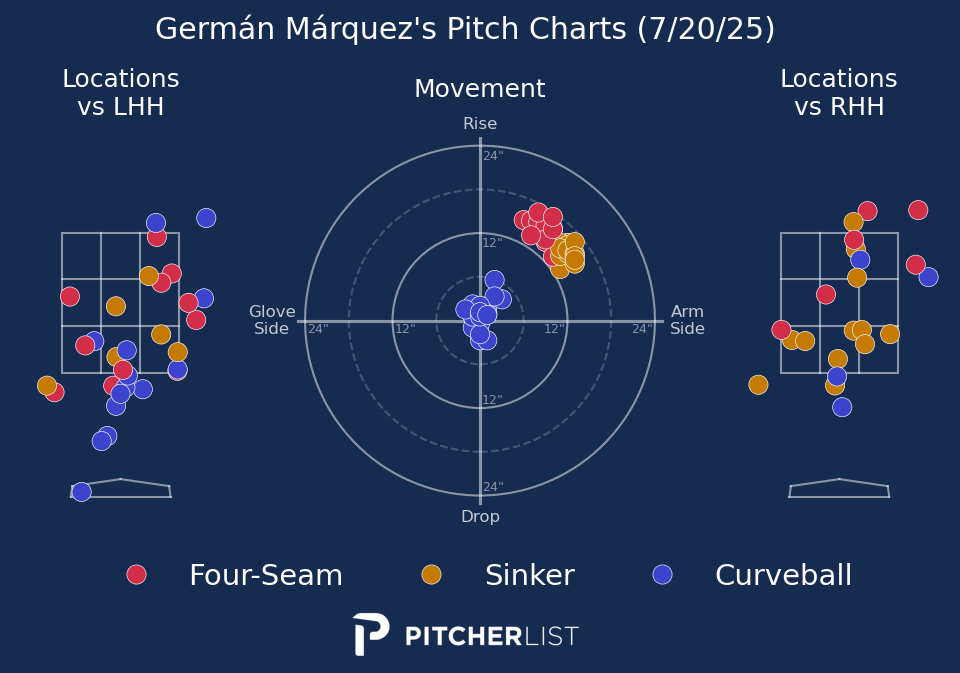 Germán Márquez's Pitch Charts (7/20/25)
Locations
vs LHH
Movement
Locations
vs RHH
Rise
24"
12"
Glove
Side
24"
12"
12"
24"
Arm
Side
12"
24"
Drop
Four-Seam
Sinker
Curveball
PITCHERLIST